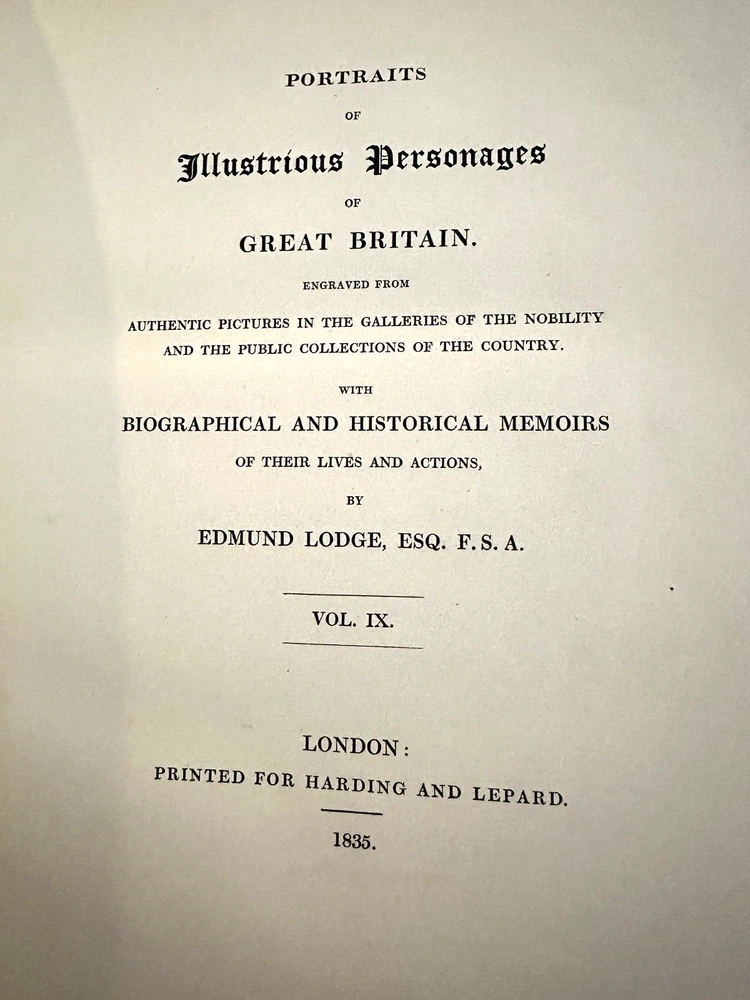 PORTRAITS
OF
Illustrious Personages
OF
GREAT BRITAIN.
ENGRAVED FROM
AUTHENTIC PICTURES IN THE GALLERIES OF THE NOBILITY
AND THE PUBLIC COLLECTIONS OF THE COUNTRY.
WITH
BIOGRAPHICAL AND HISTORICAL MEMOIRS
OF THEIR LIVES AND ACTIONS,
BY
EDMUND LODGE, ESQ. F. S. A.
VOL. IX.
LONDON:
PRINTED FOR HARDING AND LEPARD.
1835.